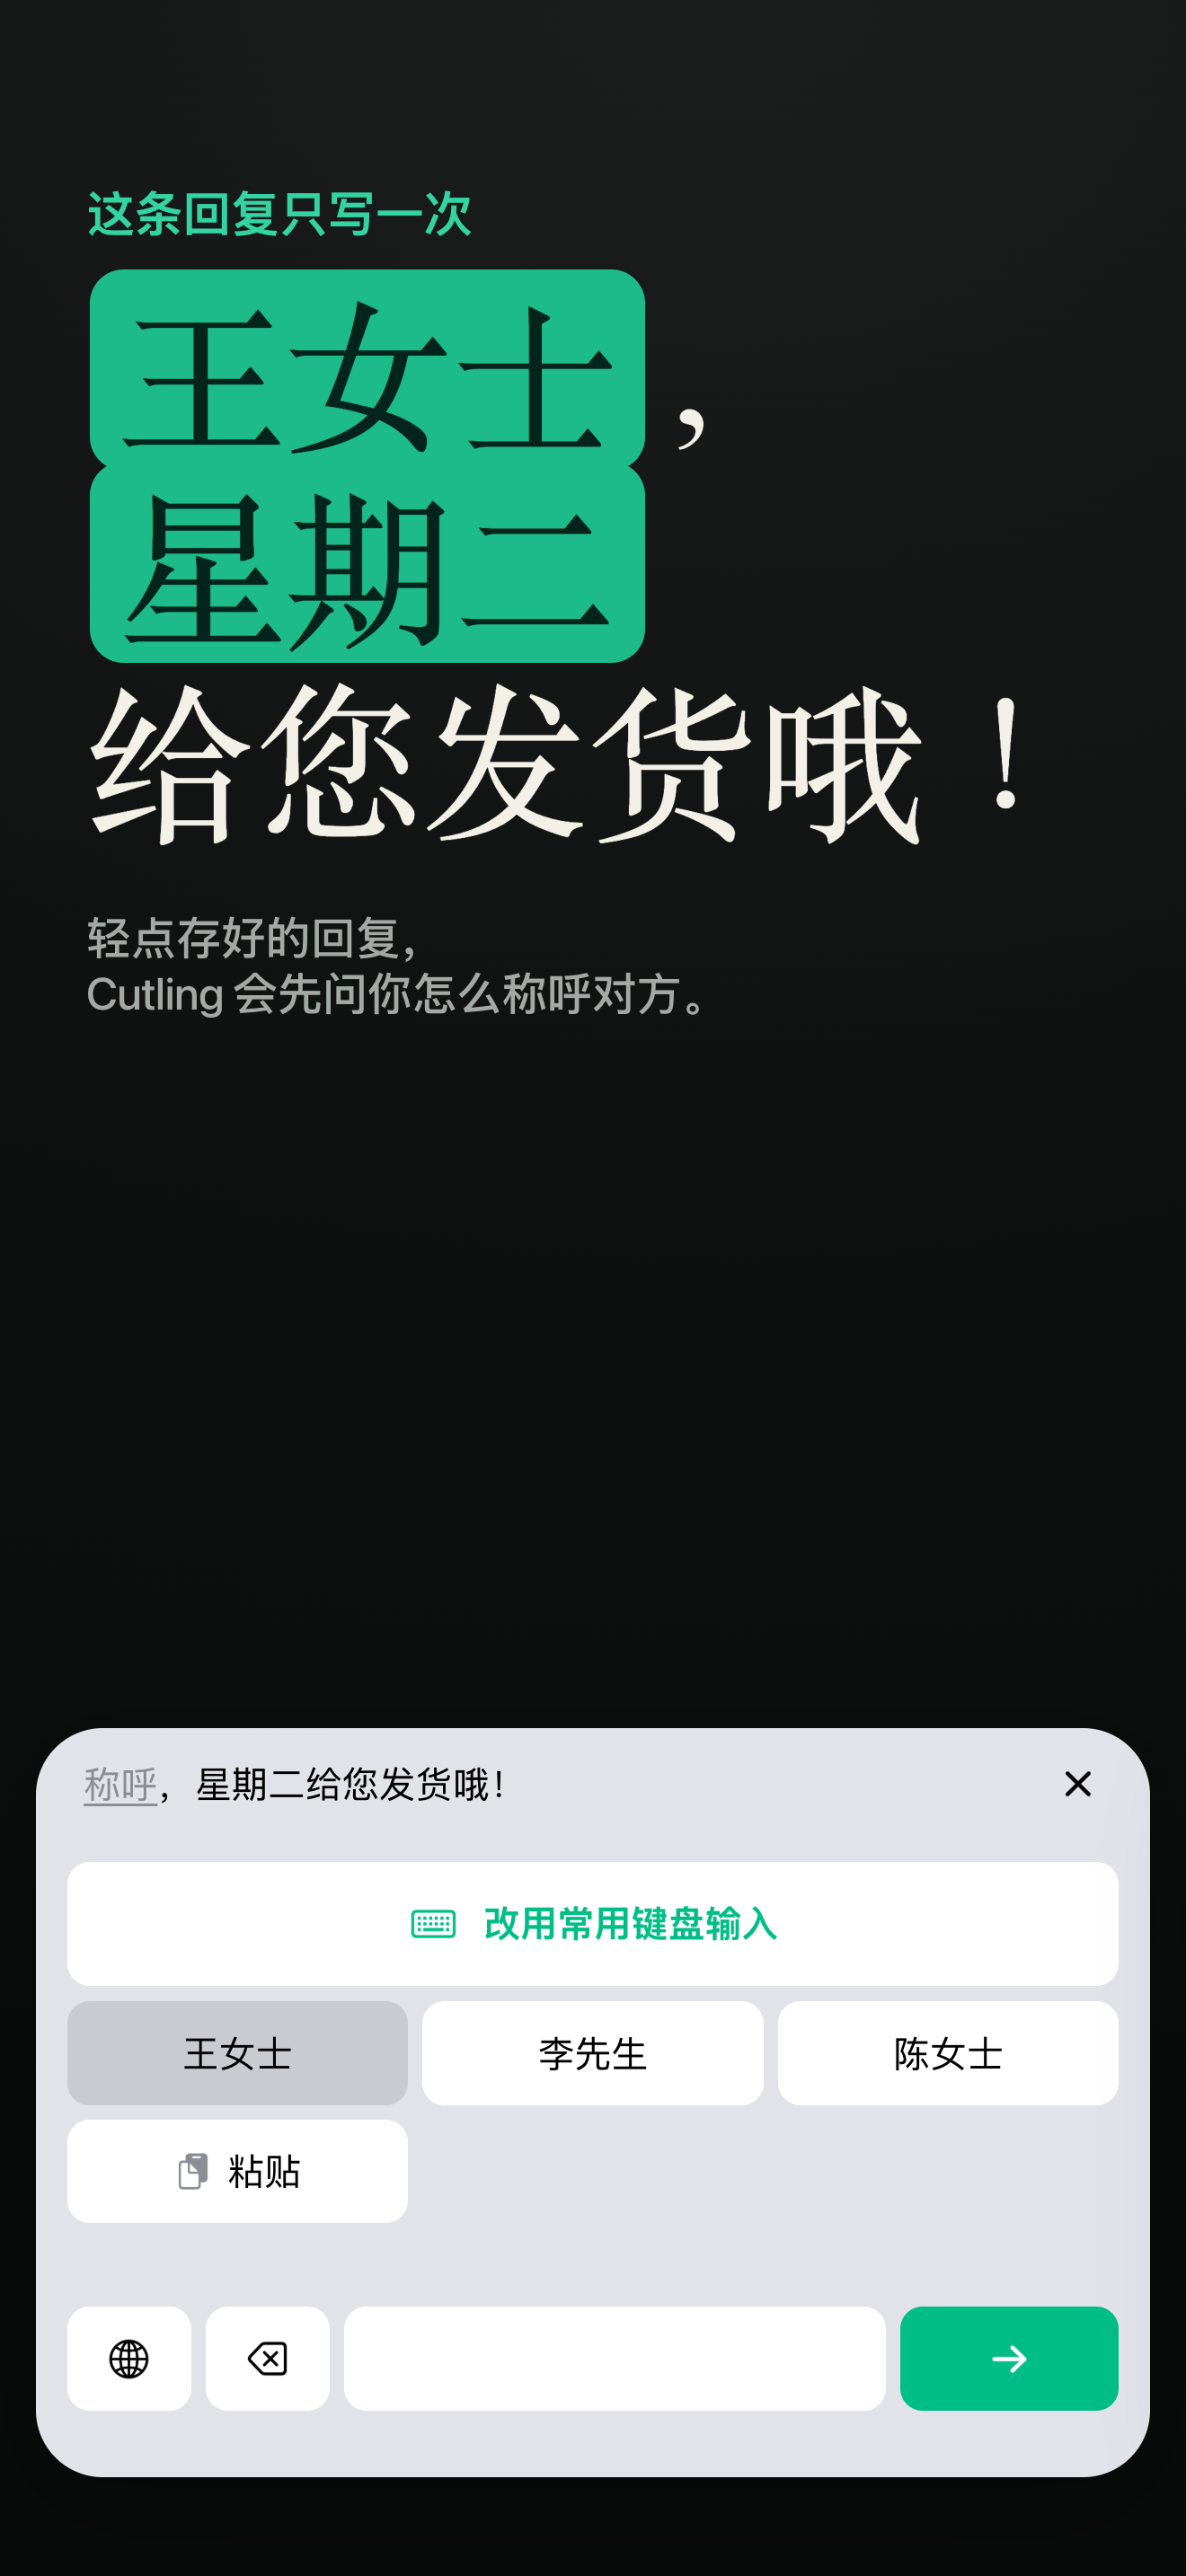 这条回复只写一次
王女士，
星期二
给您发货哦！
轻点存好的回复，
Cutling 会先问你怎么称呼对方。
称呼，星期二给您发货哦！
改用常用键盘输入
王女士
李先生
陈女士
粘贴